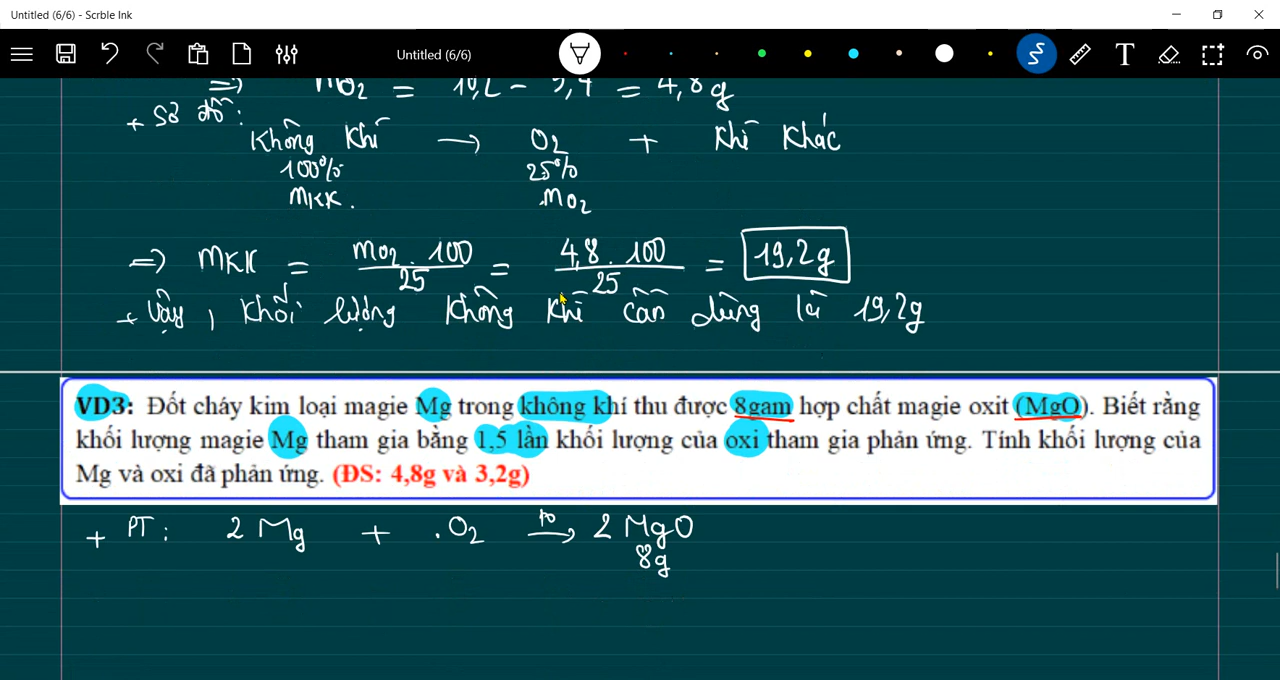 Untitled (6/6) - Scrble Ink
Untitled (6/6)
=> mO2 = 10,2 - 5,4 = 4,8g
+ Sơ đồ:
Không khí → O2 + Khí khác
100% 25%
mKK. mO2
=> mKK = mO2 . 100 / 25 = 4,8 . 100 / 25 = 19,2g
+ Vậy, khối lượng không khí cần dùng là 19,2g
VD3: Đốt cháy kim loại magie Mg trong không khí thu được 8gam hợp chất magie oxit (MgO). Biết rằng
khối lượng magie Mg tham gia bằng 1,5 lần khối lượng của oxi tham gia phản ứng. Tính khối lượng của
Mg và oxi đã phản ứng. (ĐS: 4,8g và 3,2g)
+ PT: 2 Mg + .O2 →t° 2 MgO
8g